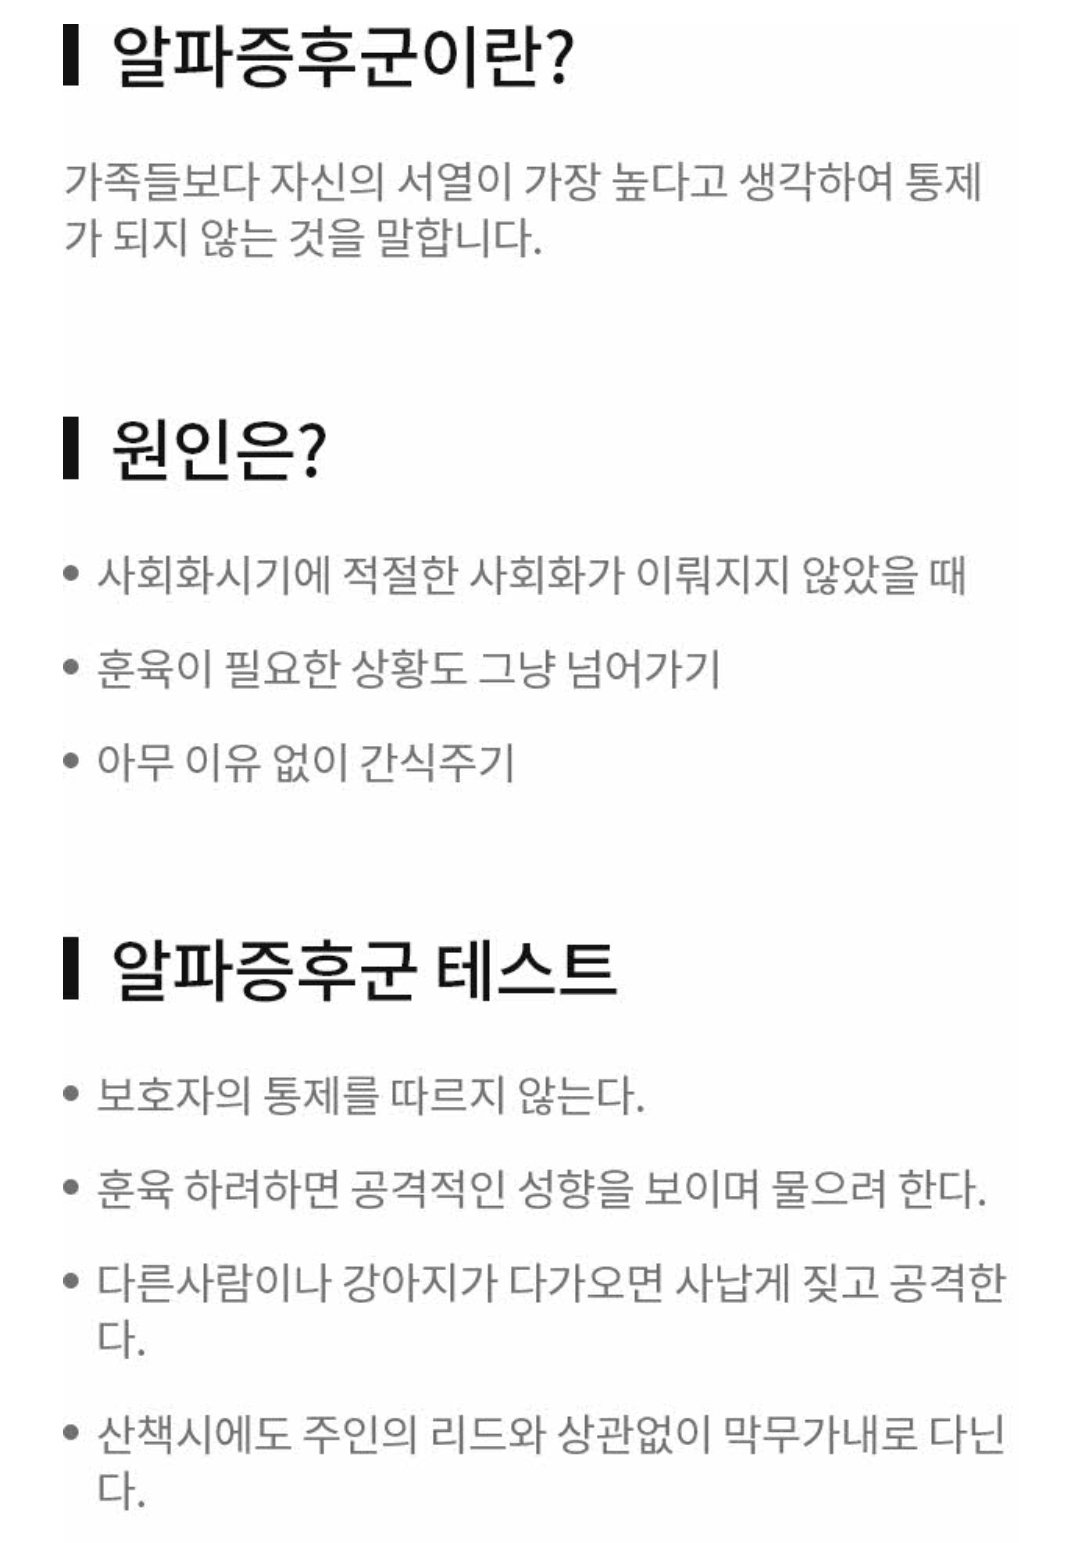 알파증후군이란?
가족들보다 자신의 서열이 가장 높다고 생각하여 통제
가 되지 않는 것을 말합니다.
원인은?
• 사회화시기에 적절한 사회화가 이뤄지지 않았을 때
• 훈육이 필요한 상황도 그냥 넘어가기
• 아무 이유 없이 간식주기
알파증후군 테스트
• 보호자의 통제를 따르지 않는다.
• 훈육 하려하면 공격적인 성향을 보이며 물으려 한다.
• 다른사람이나 강아지가 다가오면 사납게 짖고 공격한
다.
• 산책시에도 주인의 리드와 상관없이 막무가내로 다닌
다.